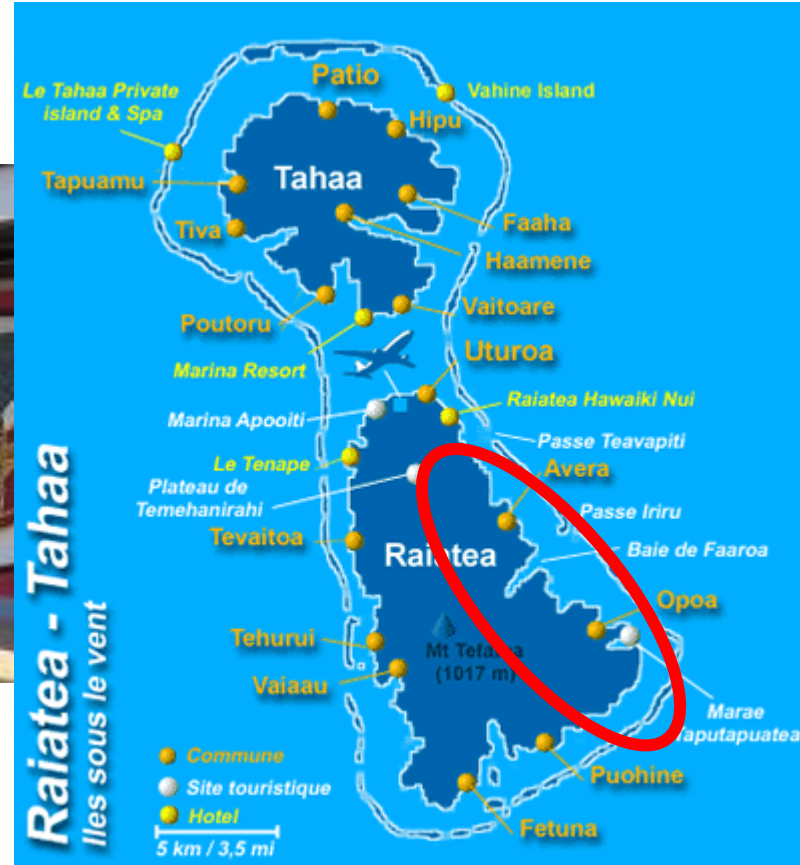 Patio
Le Tahaa Private
island & Spa
Vahine Island
Hipu
Tahaa
Tapuamu
Tiva
Faaha
Haamene
Poutoru
Vaitoare
Marina Resort
Uturoa
Raiatea Hawaiki Nui
Marina Apooiti
Passe Teavapiti
Le Tenape
Avera
Plateau de
Temehanirahi
Passe Iriru
Tevaitoa
Raiatea
Baie de Faaroa
Opoa
Tehurui
Mt
(1017 m)
Vaiaau
Marae
Taputapuatea
Puohine
Fetuna
Raiatea - Tahaa
Iles sous le vent
Commune
Site touristique
Hotel
5 km / 3,5 mi